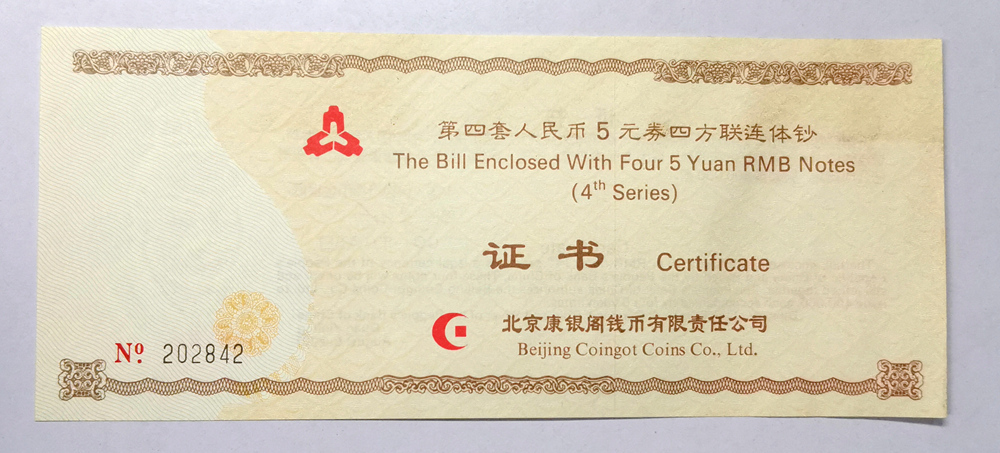 第四套人民币5元券四方联连体钞
The Bill Enclosed With Four 5 Yuan RMB Notes
(4th Series)
证书 Certificate
北京康银阁钱币有限责任公司
Beijing Coingot Coins Co., Ltd.
Nº 202842